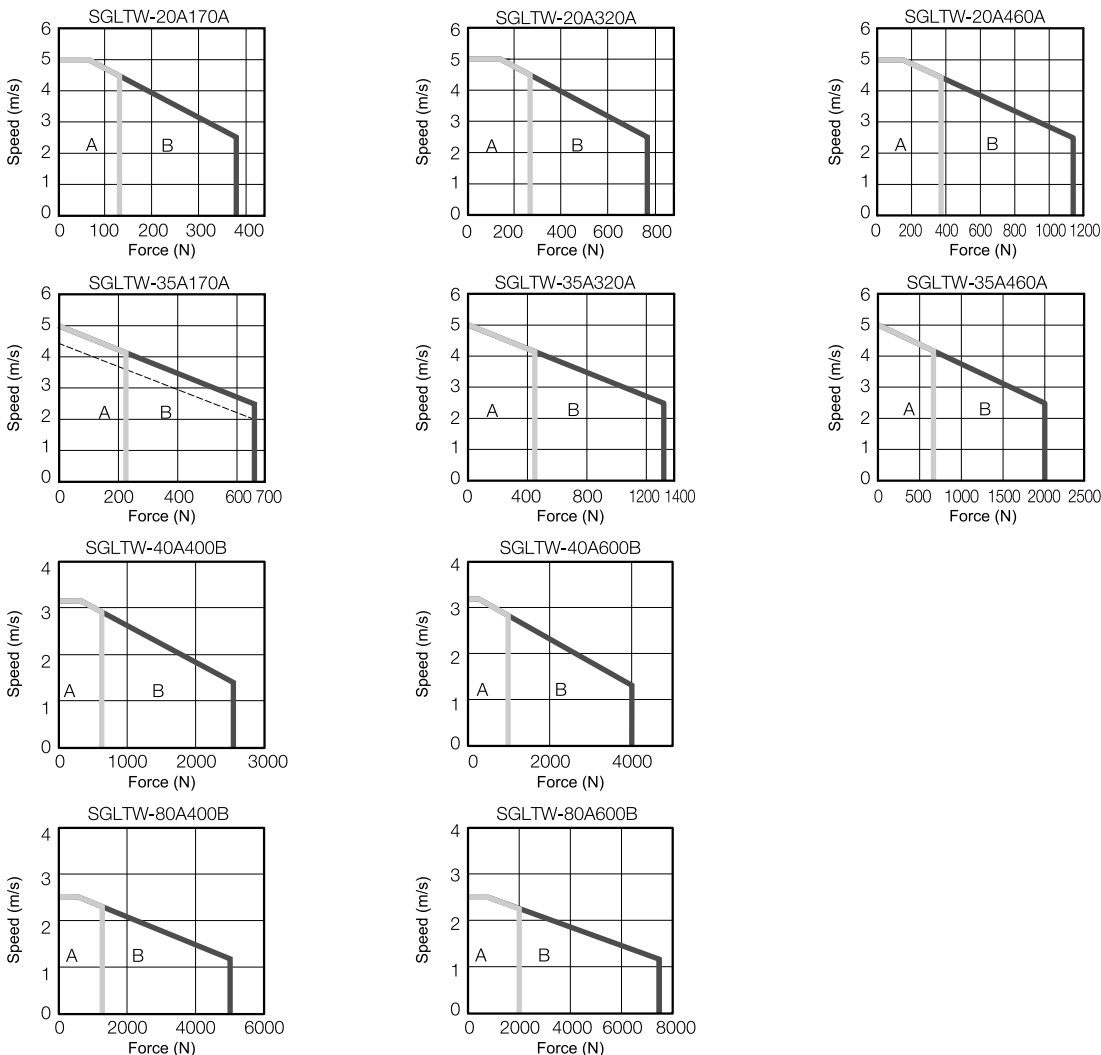 SGLTW-20A170A
6
5
4
3
2
1
0
Speed (m/s)
A
B
0 100 200 300 400
Force (N)
SGLTW-20A320A
6
5
4
3
2
1
0
Speed (m/s)
A
B
0 200 400 600 800
Force (N)
SGLTW-20A460A
6
5
4
3
2
1
0
Speed (m/s)
A
B
0 200 400 600 800 1000 1200
Force (N)
SGLTW-35A170A
6
5
4
3
2
1
0
Speed (m/s)
A
B
0 200 400 600 700
Force (N)
SGLTW-35A320A
6
5
4
3
2
1
0
Speed (m/s)
A
B
0 400 800 1200 1400
Force (N)
SGLTW-35A460A
6
5
4
3
2
1
0
Speed (m/s)
A
B
0 500 1000 1500 2000 2500
Force (N)
SGLTW-40A400B
4
3
2
1
0
Speed (m/s)
A
B
0 1000 2000 3000
Force (N)
SGLTW-40A600B
4
3
2
1
0
Speed (m/s)
A
B
0 2000 4000
Force (N)
SGLTW-80A400B
4
3
2
1
0
Speed (m/s)
A
B
0 2000 4000 6000
Force (N)
SGLTW-80A600B
4
3
2
1
0
Speed (m/s)
A
B
0 2000 4000 6000 8000
Force (N)